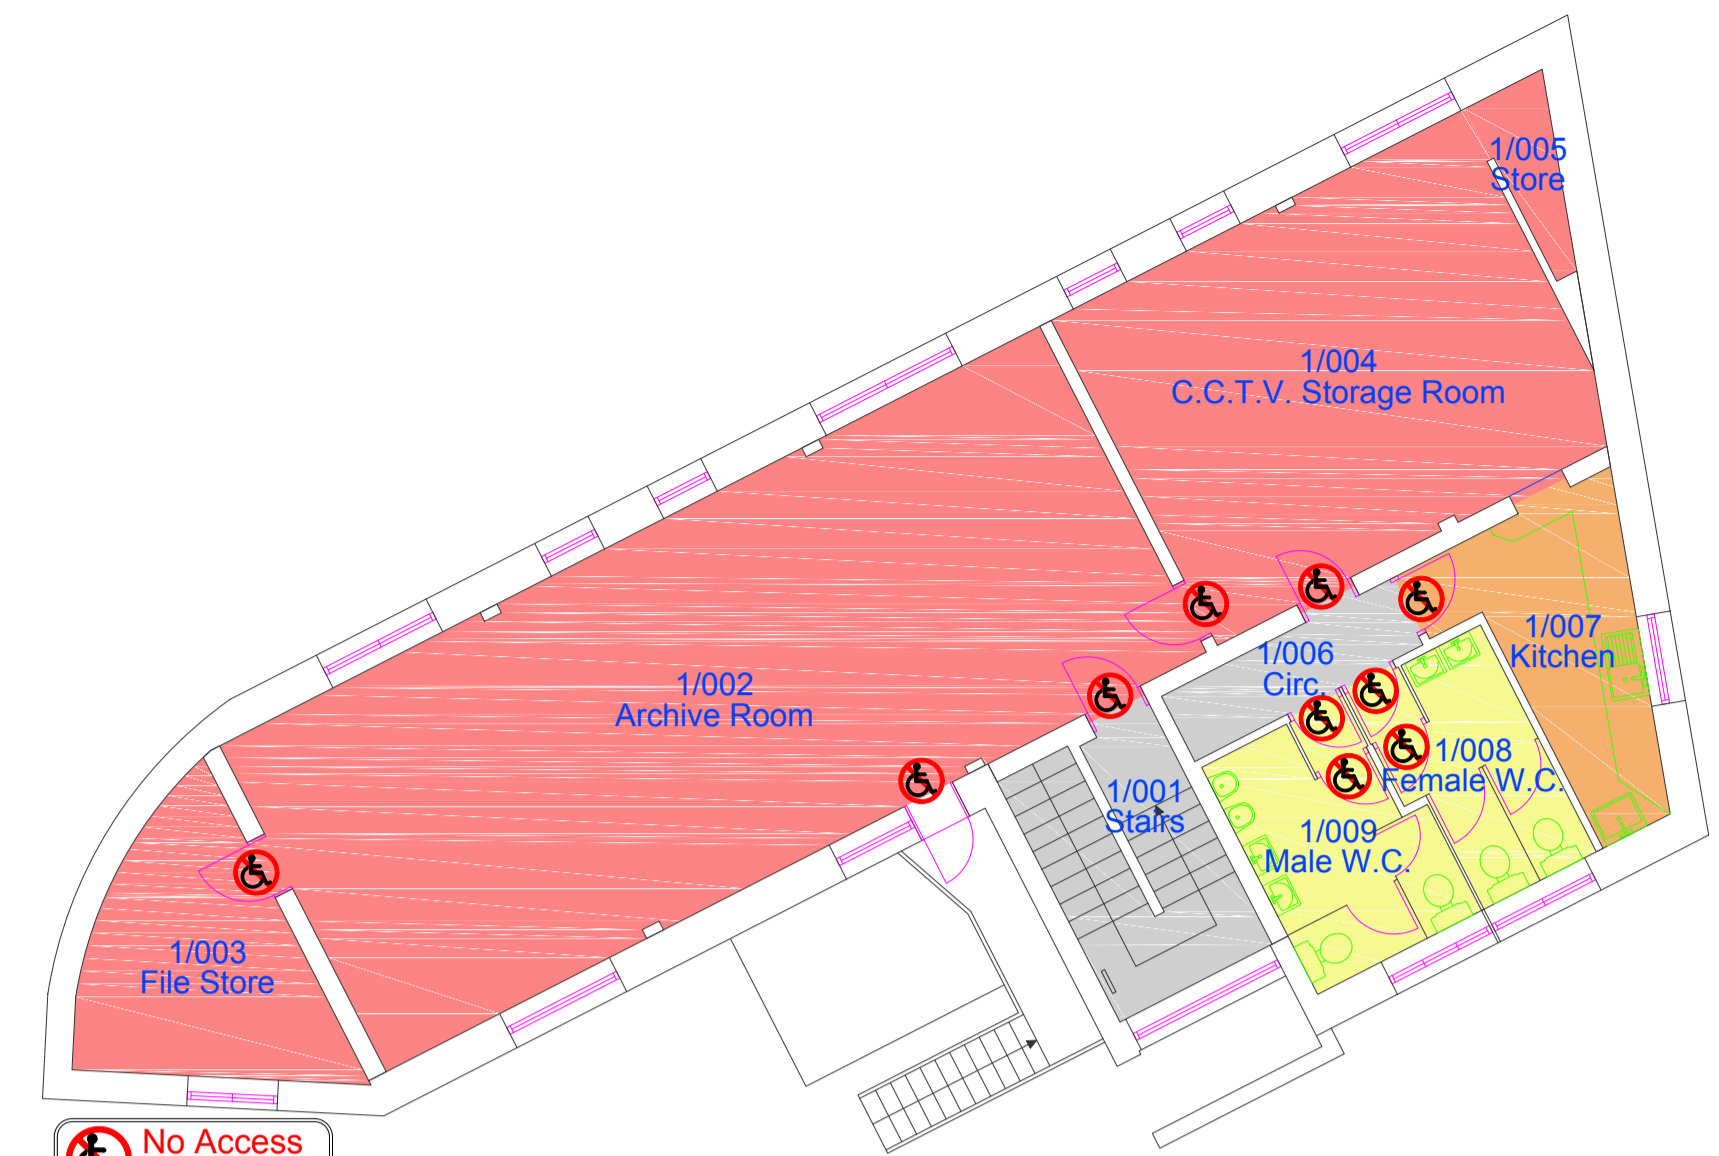 1/005
Store
1/004
C.C.T.V. Storage Room
1/002
Archive Room
1/006
Circ.
1/007
Kitchen
1/008
Female W.C.
1/001
Stairs
1/009
Male W.C.
1/003
File Store
No Access